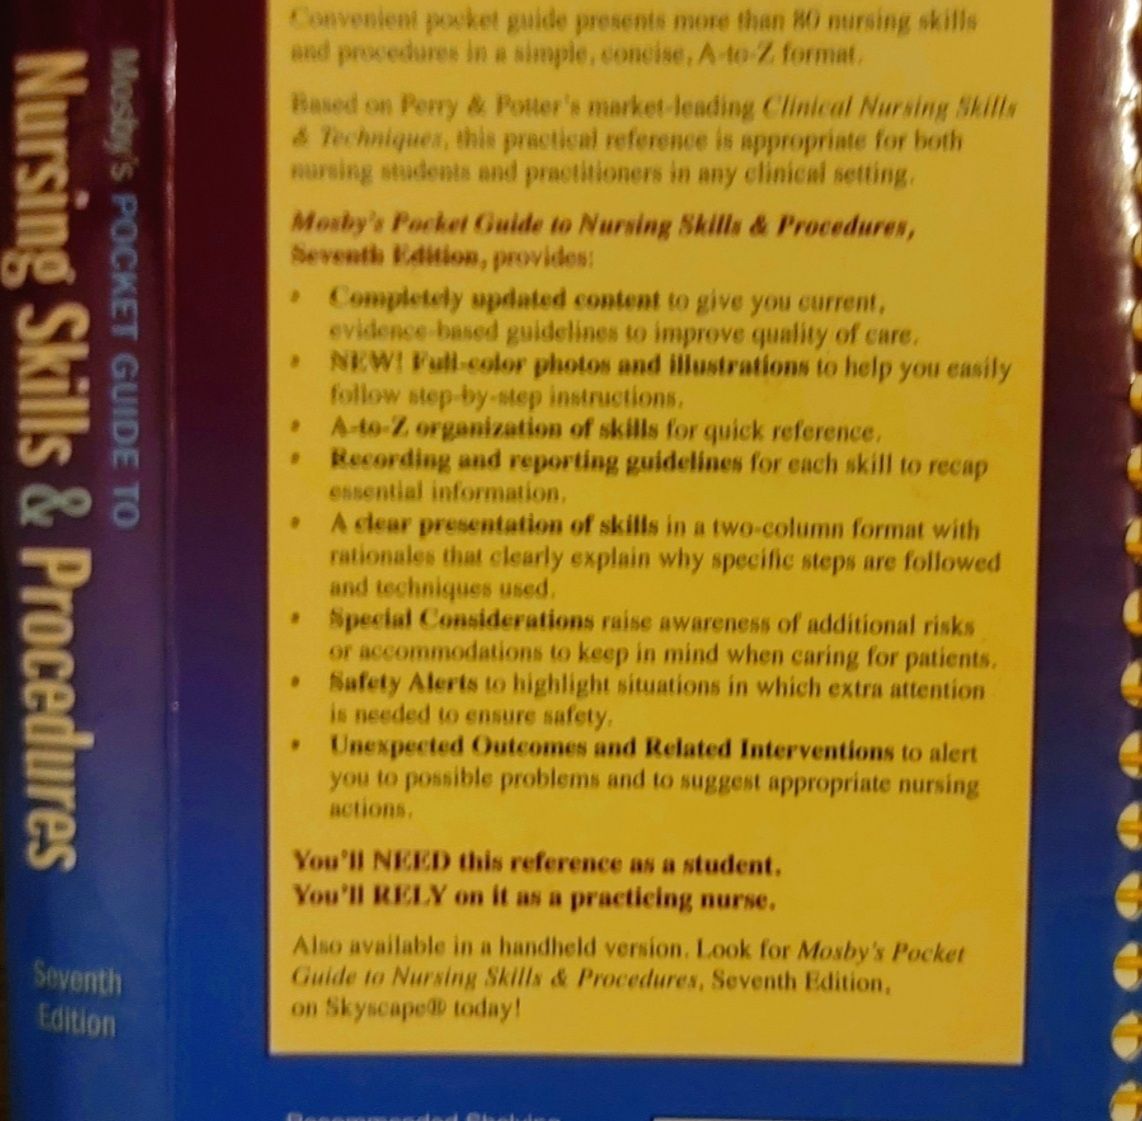 Mosby's POCKET GUIDE TO
Nursing Skills & Procedures
Seventh
Edition
Convenient pocket guide presents more than 80 nursing skills
and procedures in a simple, concise, A-to-Z format.
Based on Perry & Potter's market-leading Clinical Nursing Skills
& Techniques, this practical reference is appropriate for both
nursing students and practitioners in any clinical setting.
Mosby's Pocket Guide to Nursing Skills & Procedures,
Seventh Edition, provides:
• Completely updated content to give you current,
evidence-based guidelines to improve quality of care.
• NEW! Full-color photos and illustrations to help you easily
follow step-by-step instructions.
• A-to-Z organization of skills for quick reference.
• Recording and reporting guidelines for each skill to recap
essential information.
• A clear presentation of skills in a two-column format with
rationales that clearly explain why specific steps are followed
and techniques used.
• Special Considerations raise awareness of additional risks
or accommodations to keep in mind when caring for patients.
• Safety Alerts to highlight situations in which extra attention
is needed to ensure safety.
• Unexpected Outcomes and Related Interventions to alert
you to possible problems and to suggest appropriate nursing
actions.
You'll NEED this reference as a student.
You'll RELY on it as a practicing nurse.
Also available in a handheld version. Look for Mosby's Pocket
Guide to Nursing Skills & Procedures, Seventh Edition,
on Skyscape® today!
Recommended Shelving